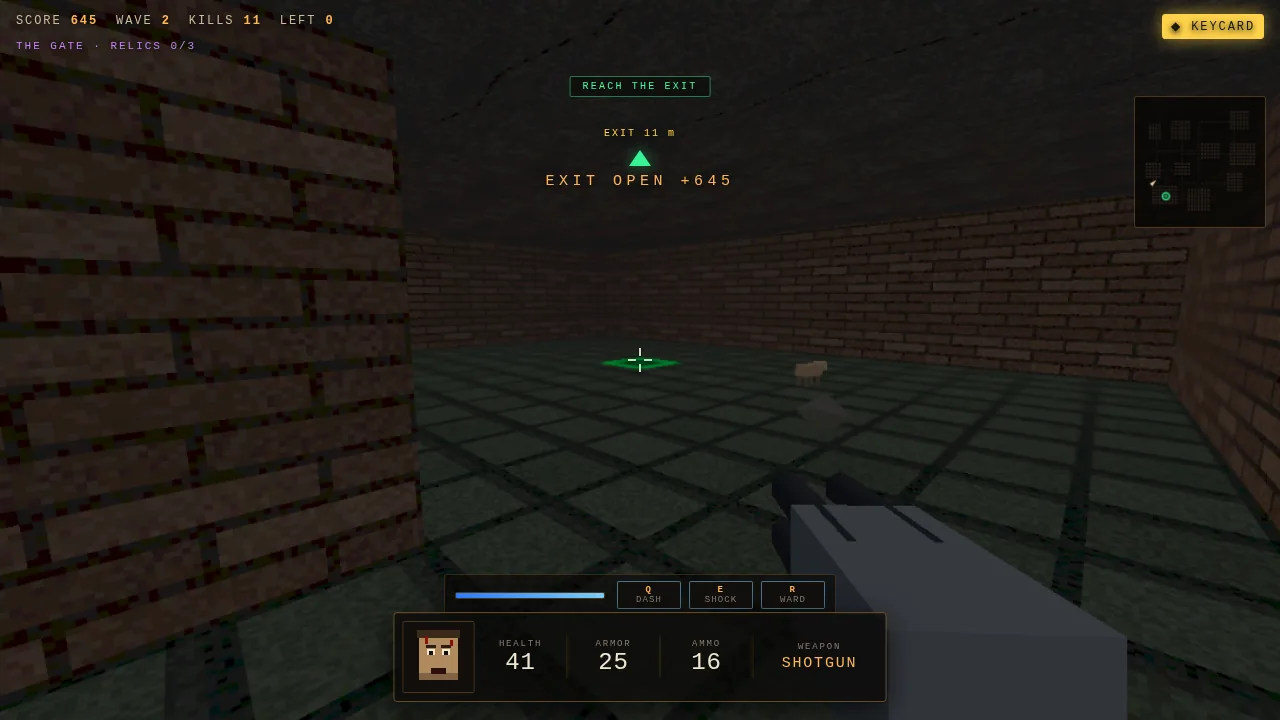 SCORE 645 WAVE 2 KILLS 11 LEFT 0
THE GATE · RELICS 0/3
◆ KEYCARD
REACH THE EXIT
EXIT 11 m
EXIT OPEN +645
Q DASH
E SHOCK
R WARD
HEALTH 41
ARMOR 25
AMMO 16
WEAPON SHOTGUN